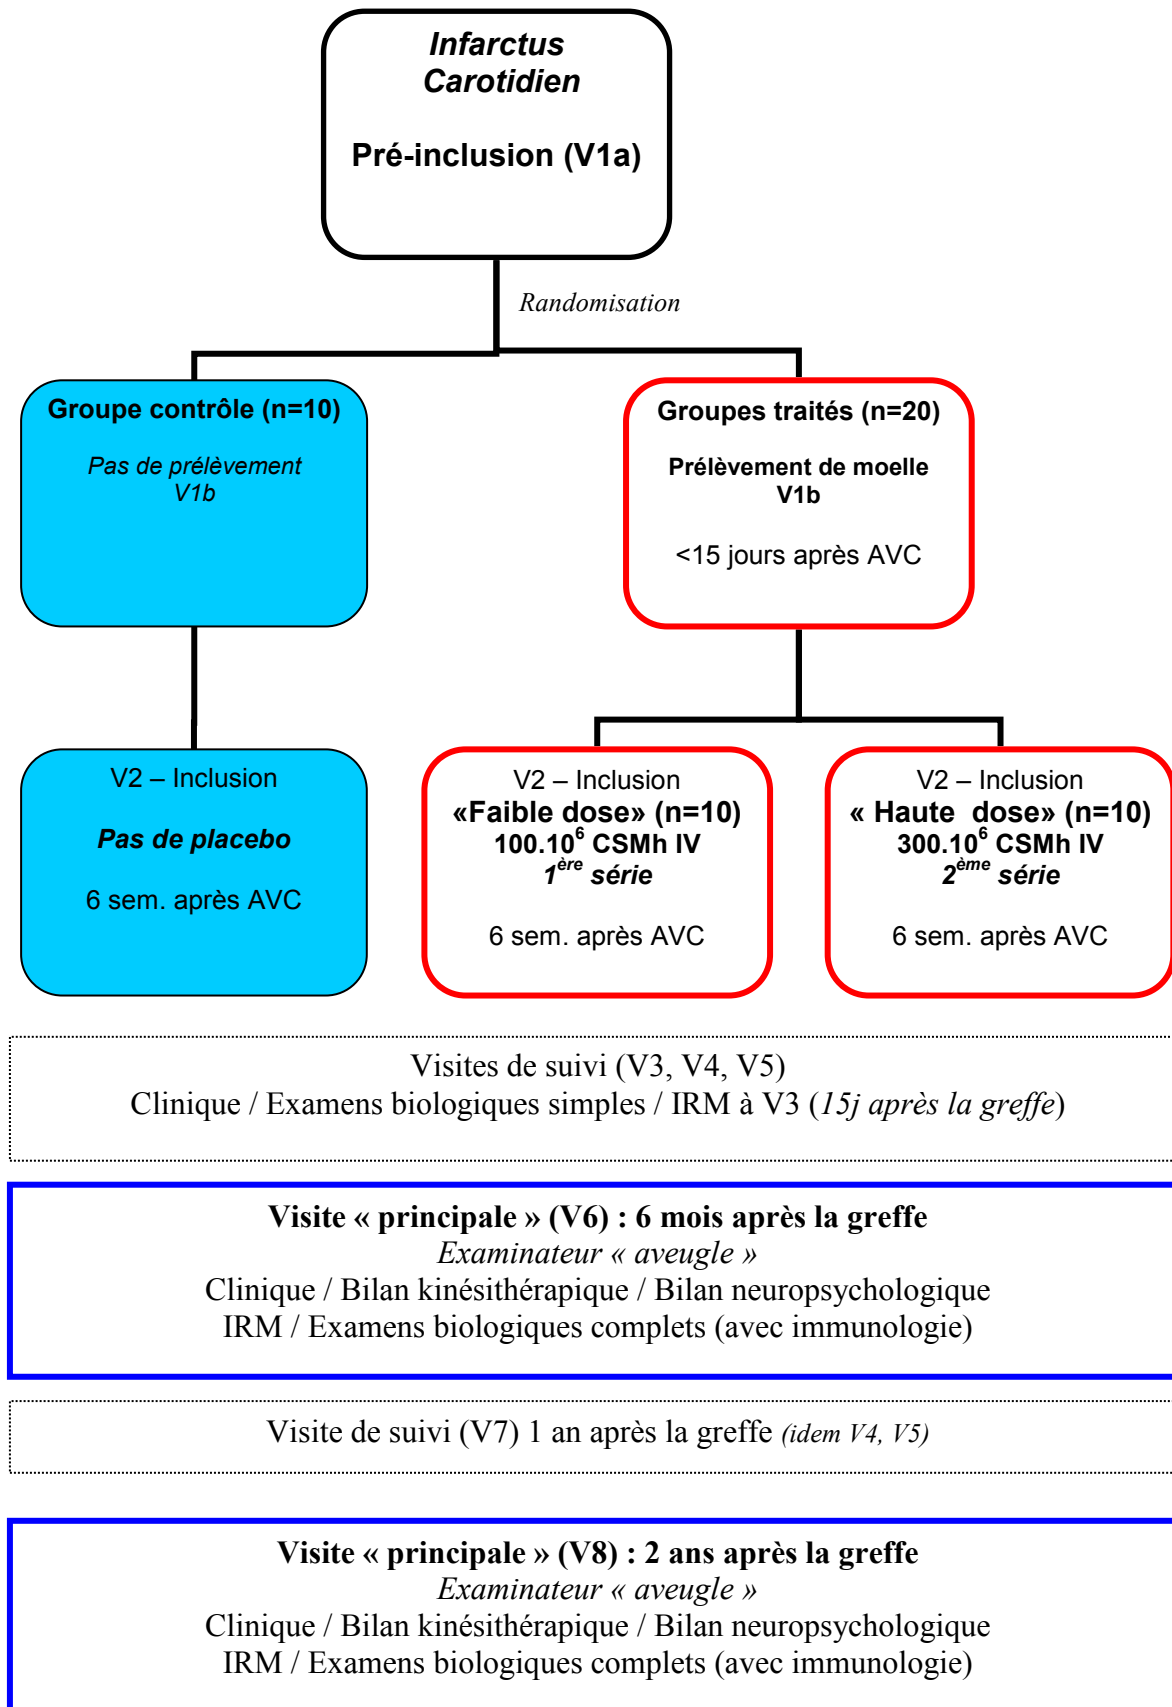 Infarctus
Carotidien
Pré-inclusion (V1a)
Randomisation
Groupe contrôle (n=10)
Pas de prélèvement
V1b
Groupes traités (n=20)
Prélèvement de moelle
V1b
<15 jours après AVC
V2 – Inclusion
Pas de placebo
6 sem. après AVC
V2 – Inclusion
«Faible dose» (n=10)
100.10⁶ CSMh IV
1ère série
6 sem. après AVC
V2 – Inclusion
« Haute dose» (n=10)
300.10⁶ CSMh IV
2ème série
6 sem. après AVC
Visites de suivi (V3, V4, V5)
Clinique / Examens biologiques simples / IRM à V3 (15j après la greffe)
Visite « principale » (V6) : 6 mois après la greffe
Examinateur « aveugle »
Clinique / Bilan kinésithérapique / Bilan neuropsychologique
IRM / Examens biologiques complets (avec immunologie)
Visite de suivi (V7) 1 an après la greffe (idem V4, V5)
Visite « principale » (V8) : 2 ans après la greffe
Examinateur « aveugle »
Clinique / Bilan kinésithérapique / Bilan neuropsychologique
IRM / Examens biologiques complets (avec immunologie)